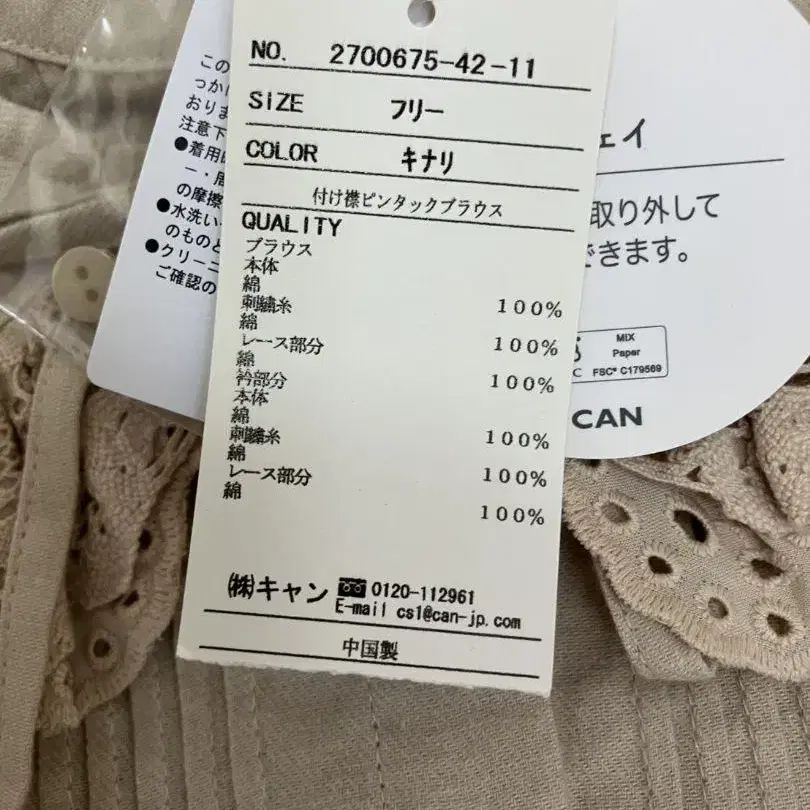 NO. 2700675-42-11
SIZE フリー
COLOR キナリ
付け襟ピンタックブラウス
QUALITY
ブラウス
本体
綿 100%
刺繍糸
綿 100%
レース部分
綿 100%
衿部分
本体
綿 100%
刺繍糸
綿 100%
レース部分
綿 100%
㈱キャン 0120-112961
E-mail cs1@can-jp.com
中国製
この
っかけ
おりま
注意下
●着用
ー・
の摩擦
●水洗い
のものと
●クリーニ
ご確認の
ェイ
取り外して
できます。
MIX
Paper
FSC® C179569
CAN